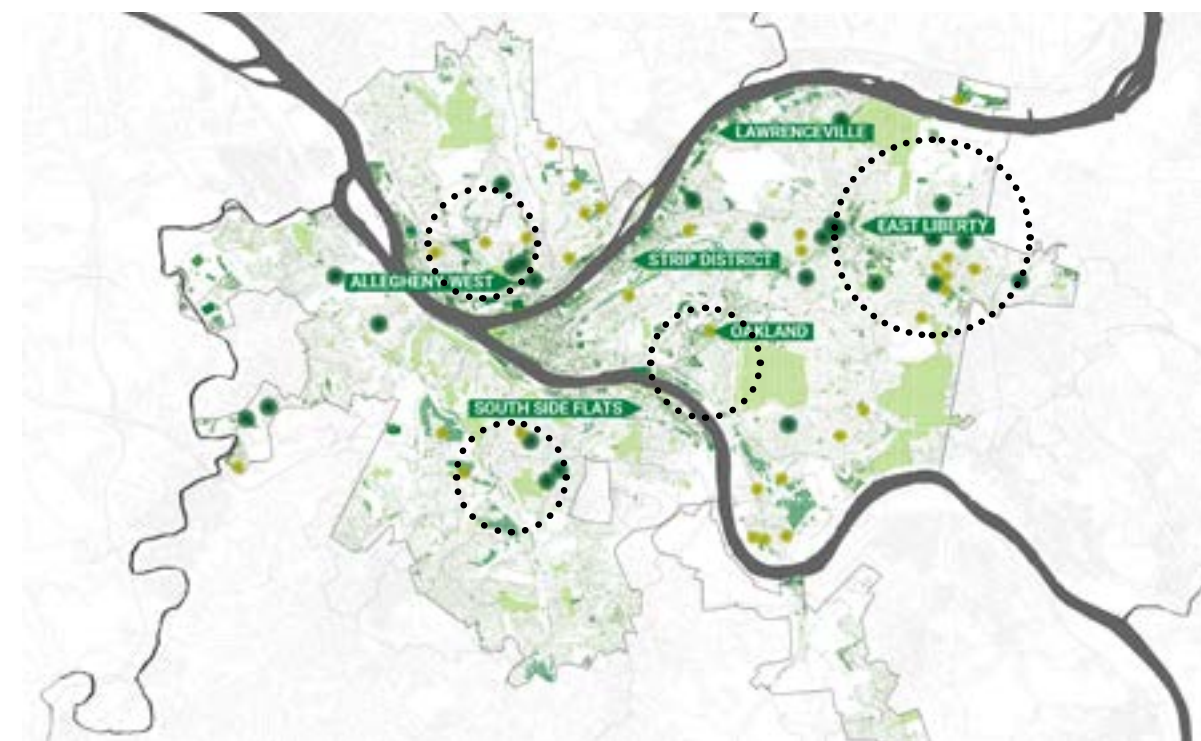 LAWRENCEVILLE
EAST LIBERTY
STRIP DISTRICT
ALLEGHENY WEST
OAKLAND
SOUTH SIDE FLATS